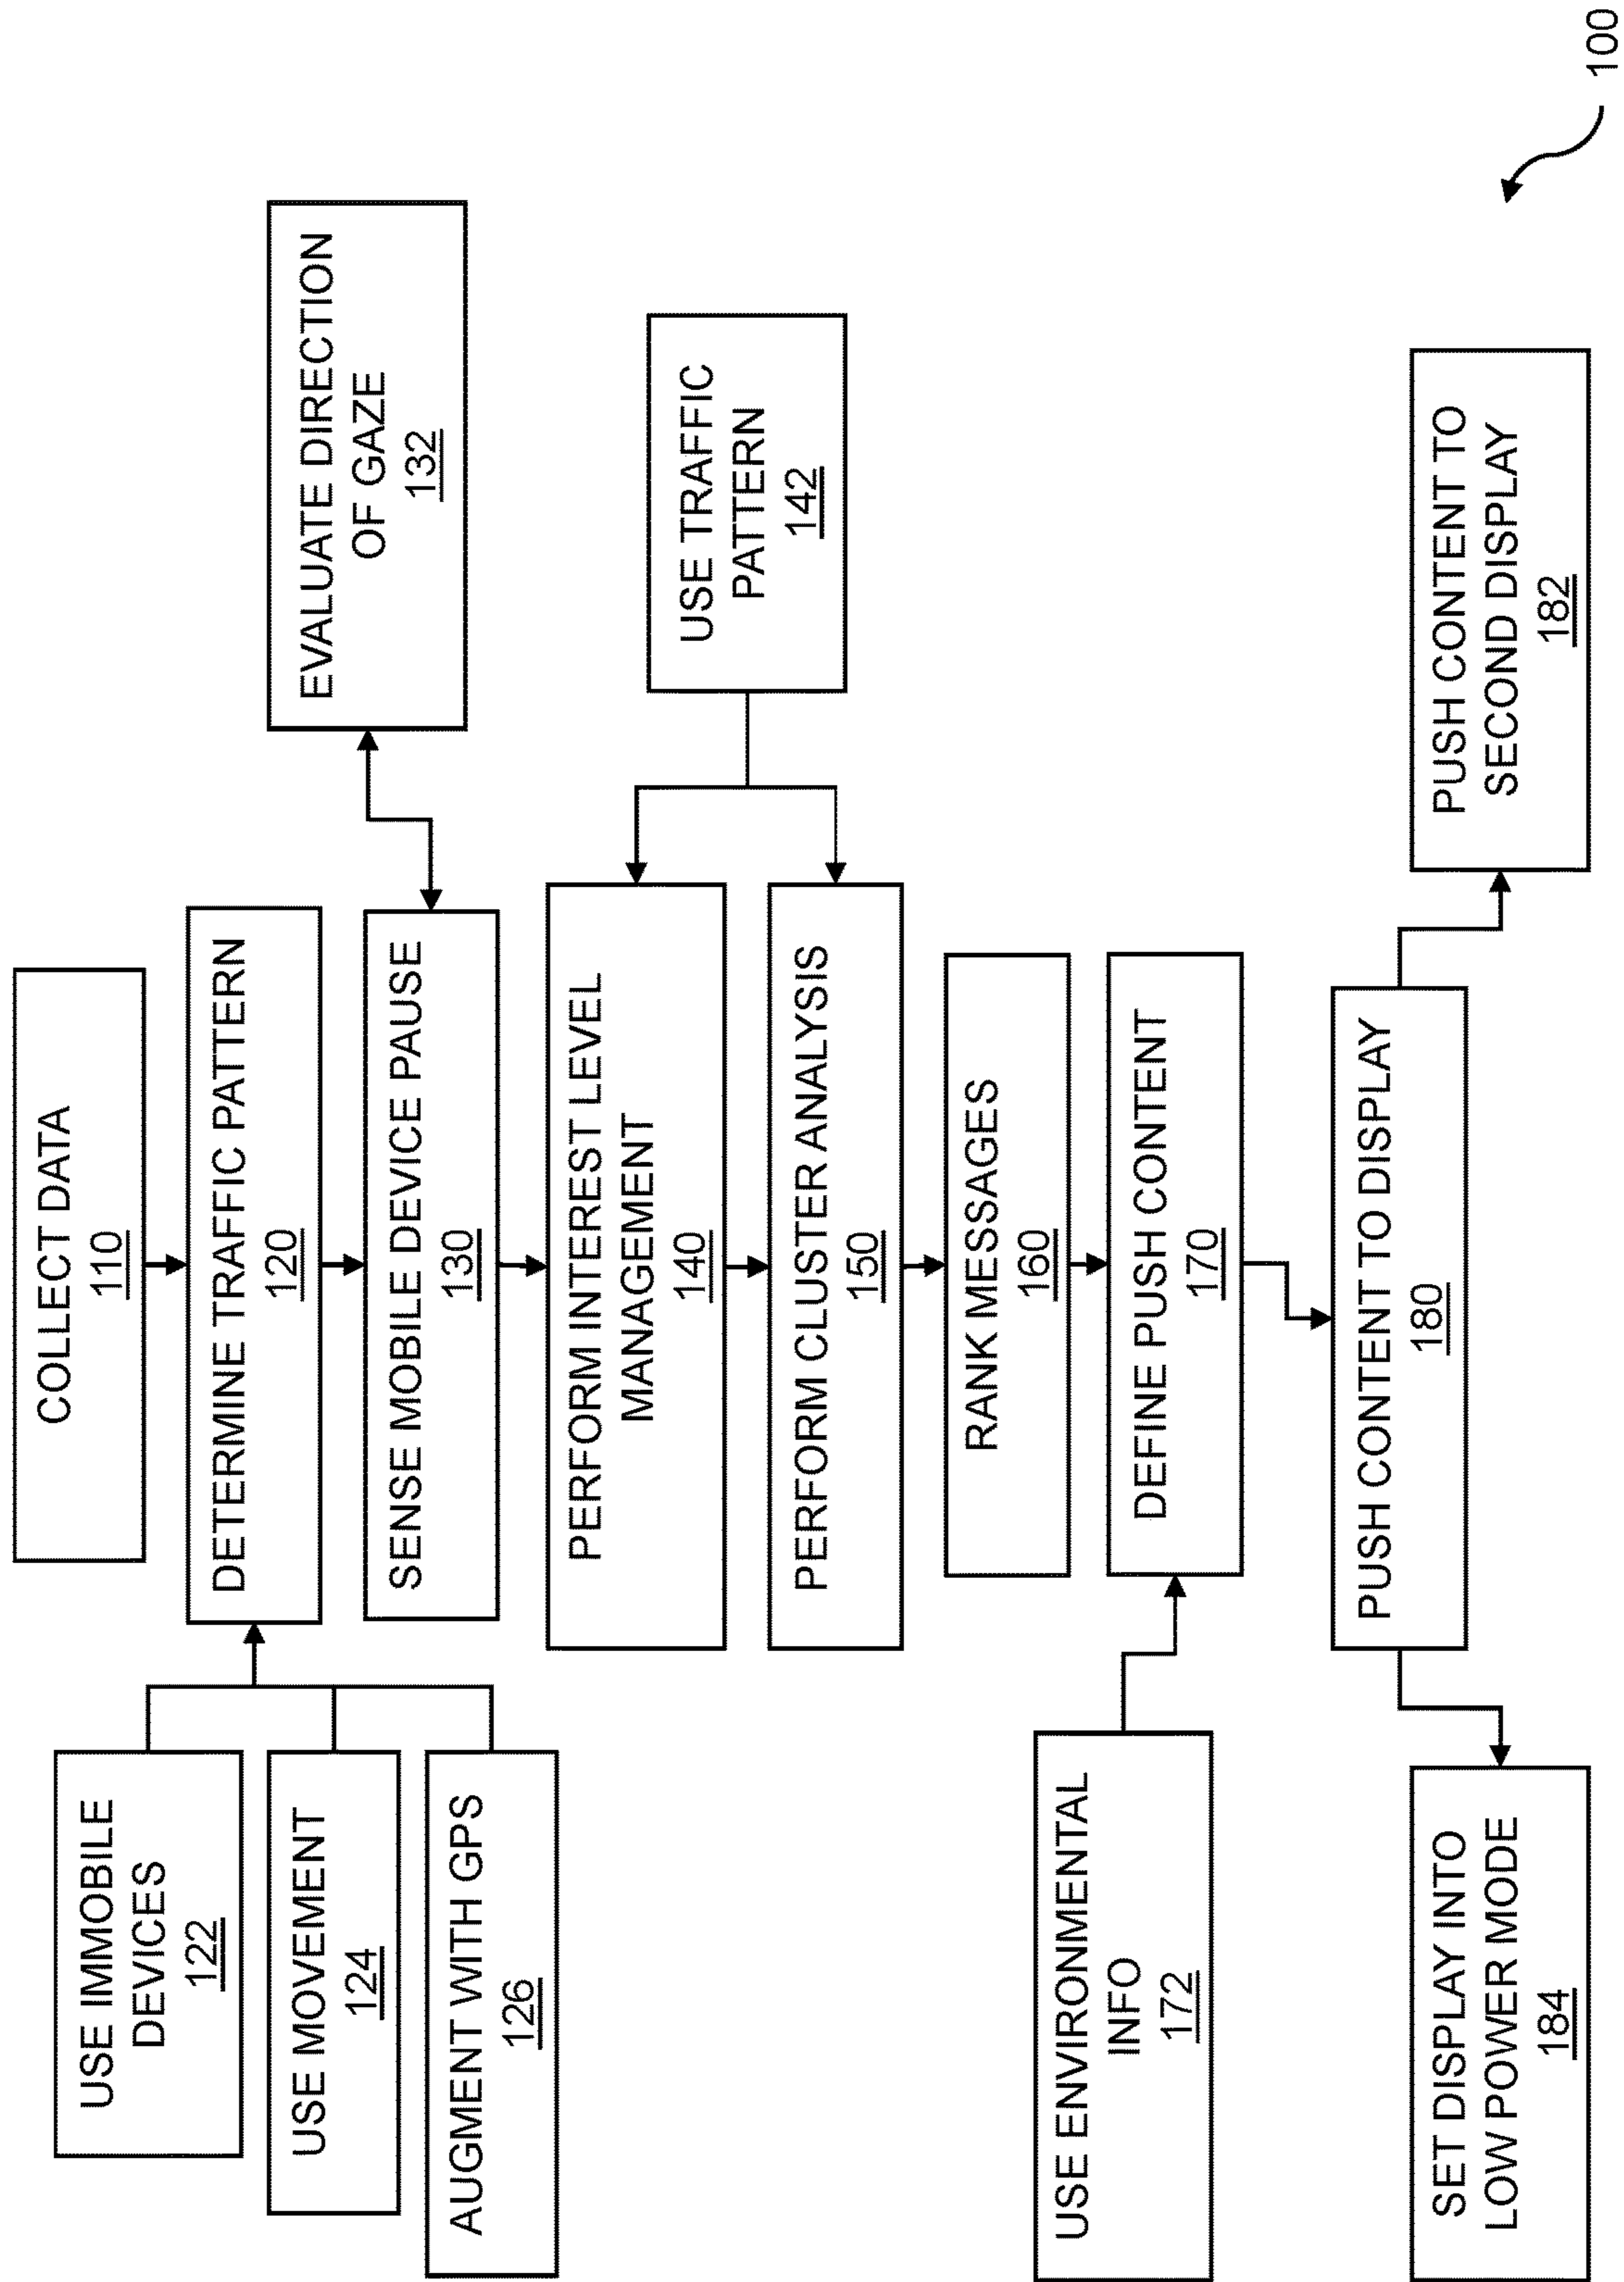 COLLECT DATA
110
USE IMMOBILE
DEVICES
122
DETERMINE TRAFFIC PATTERN
120
USE MOVEMENT
124
EVALUATE DIRECTION
OF GAZE
132
SENSE MOBILE DEVICE PAUSE
130
AUGMENT WITH GPS
126
PERFORM INTEREST LEVEL
MANAGEMENT
140
USE TRAFFIC
PATTERN
142
PERFORM CLUSTER ANALYSIS
150
RANK MESSAGES
160
USE ENVIRONMENTAL
INFO
172
DEFINE PUSH CONTENT
170
PUSH CONTENT TO DISPLAY
180
SET DISPLAY INTO
LOW POWER MODE
184
PUSH CONTENT TO
SECOND DISPLAY
182
100